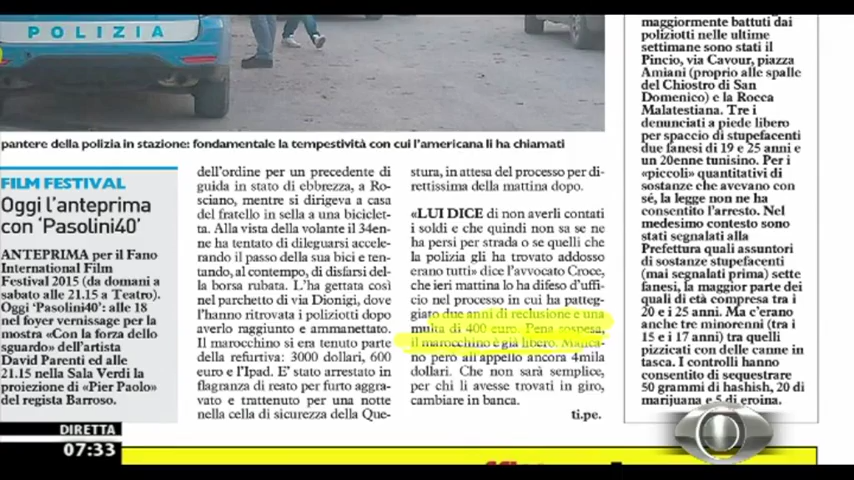 POLIZIA
pantere della polizia in stazione: fondamentale la tempestività con cui l'americana li ha chiamati
FILM FESTIVAL
Oggi l'anteprima
con 'Pasolini40'
ANTEPRIMA per il Fano
International Film
Festival 2015 (da domani a
sabato alle 21.15 a Teatro).
Oggi 'Pasolini40': alle 18
nel foyer vernissage per la
mostra «Con la forza dello
sguardo» dell'artista
David Parenti ed alle
21.15 nella Sala Verdi la
proiezione di «Pier Paolo»
del regista Barroso.
dell'ordine per un precedente di
guida in stato di ebbrezza, a Ro-
sciano, mentre si dirigeva a casa
del fratello in sella a una biciclet-
ta. Alla vista della volante il 34en-
ne ha tentato di dileguarsi accele-
rando il passo della sua bici e ten-
tando, al contempo, di disfarsi del-
la borsa rubata. L'ha gettata così
nel parchetto di via Dionigi, dove
l'hanno ritrovata i poliziotti dopo
averlo raggiunto e ammanettato.
Il marocchino si era tenuto parte
della refurtiva: 3000 dollari, 600
euro e l'Ipad. E' stato arrestato in
flagranza di reato per furto aggra-
vato e trattenuto per una notte
nella cella di sicurezza della Que-
stura, in attesa del processo per di-
rettissima della mattina dopo.
«LUI DICE di non averli contati
i soldi e che quindi non sa se ne
ha persi per strada o se quelli che
la polizia gli ha trovato addosso
erano tutti» dice l'avvocato Croce,
che ieri mattina lo ha difeso d'uffi-
cio nel processo in cui ha patteg-
giato due anni di reclusione e una
multa di 400 euro. Pena sospesa,
il marocchino è già libero. Manca-
no però all'appello ancora 4mila
dollari. Che non sarà semplice,
per chi li avesse trovati in giro,
cambiare in banca.
ti.pe.
maggiormente battuti dai
poliziotti nelle ultime
settimane sono stati il
Pincio, via Cavour, piazza
Amiani (proprio alle spalle
del Chiostro di San
Domenico) e la Rocca
Malatestiana. Tre i
denunciati a piede libero
per spaccio di stupefacenti
due fanesi di 19 e 25 anni e
un 20enne tunisino. Per i
«piccoli» quantitativi di
sostanze che avevano con
sé, la legge non ne ha
consentito l'arresto. Nel
medesimo contesto sono
stati segnalati alla
Prefettura quali assuntori
di sostanze stupefacenti
(mai segnalati prima) sette
fanesi, la maggior parte dei
quali di età compresa tra i
20 e i 25 anni. Ma c'erano
anche tre minorenni (tra i
15 e i 17 anni) tra quelli
pizzicati con delle canne in
tasca. I controlli hanno
consentito di sequestrare
50 grammi di hashish, 20 di
marijuana e 5 di eroina.
DIRETTA
07:33